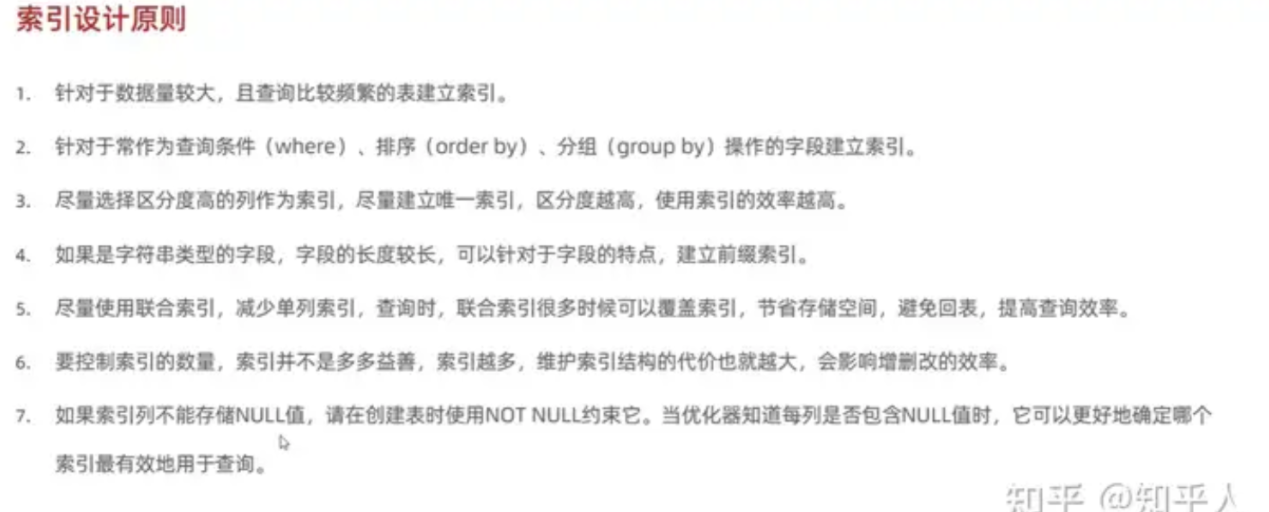 索引设计原则
1. 针对于数据量较大，且查询比较频繁的表建立索引。
2. 针对于常作为查询条件（where）、排序（order by）、分组（group by）操作的字段建立索引。
3. 尽量选择区分度高的列作为索引，尽量建立唯一索引，区分度越高，使用索引的效率越高。
4. 如果是字符串类型的字段，字段的长度较长，可以针对于字段的特点，建立前缀索引。
5. 尽量使用联合索引，减少单列索引，查询时，联合索引很多时候可以覆盖索引，节省存储空间，避免回表，提高查询效率。
6. 要控制索引的数量，索引并不是多多益善，索引越多，维护索引结构的代价也就越大，会影响增删改的效率。
7. 如果索引列不能存储NULL值，请在创建表时使用NOT NULL约束它。当优化器知道每列是否包含NULL值时，它可以更好地确定哪个
索引最有效地用于查询。
知乎 @知乎人